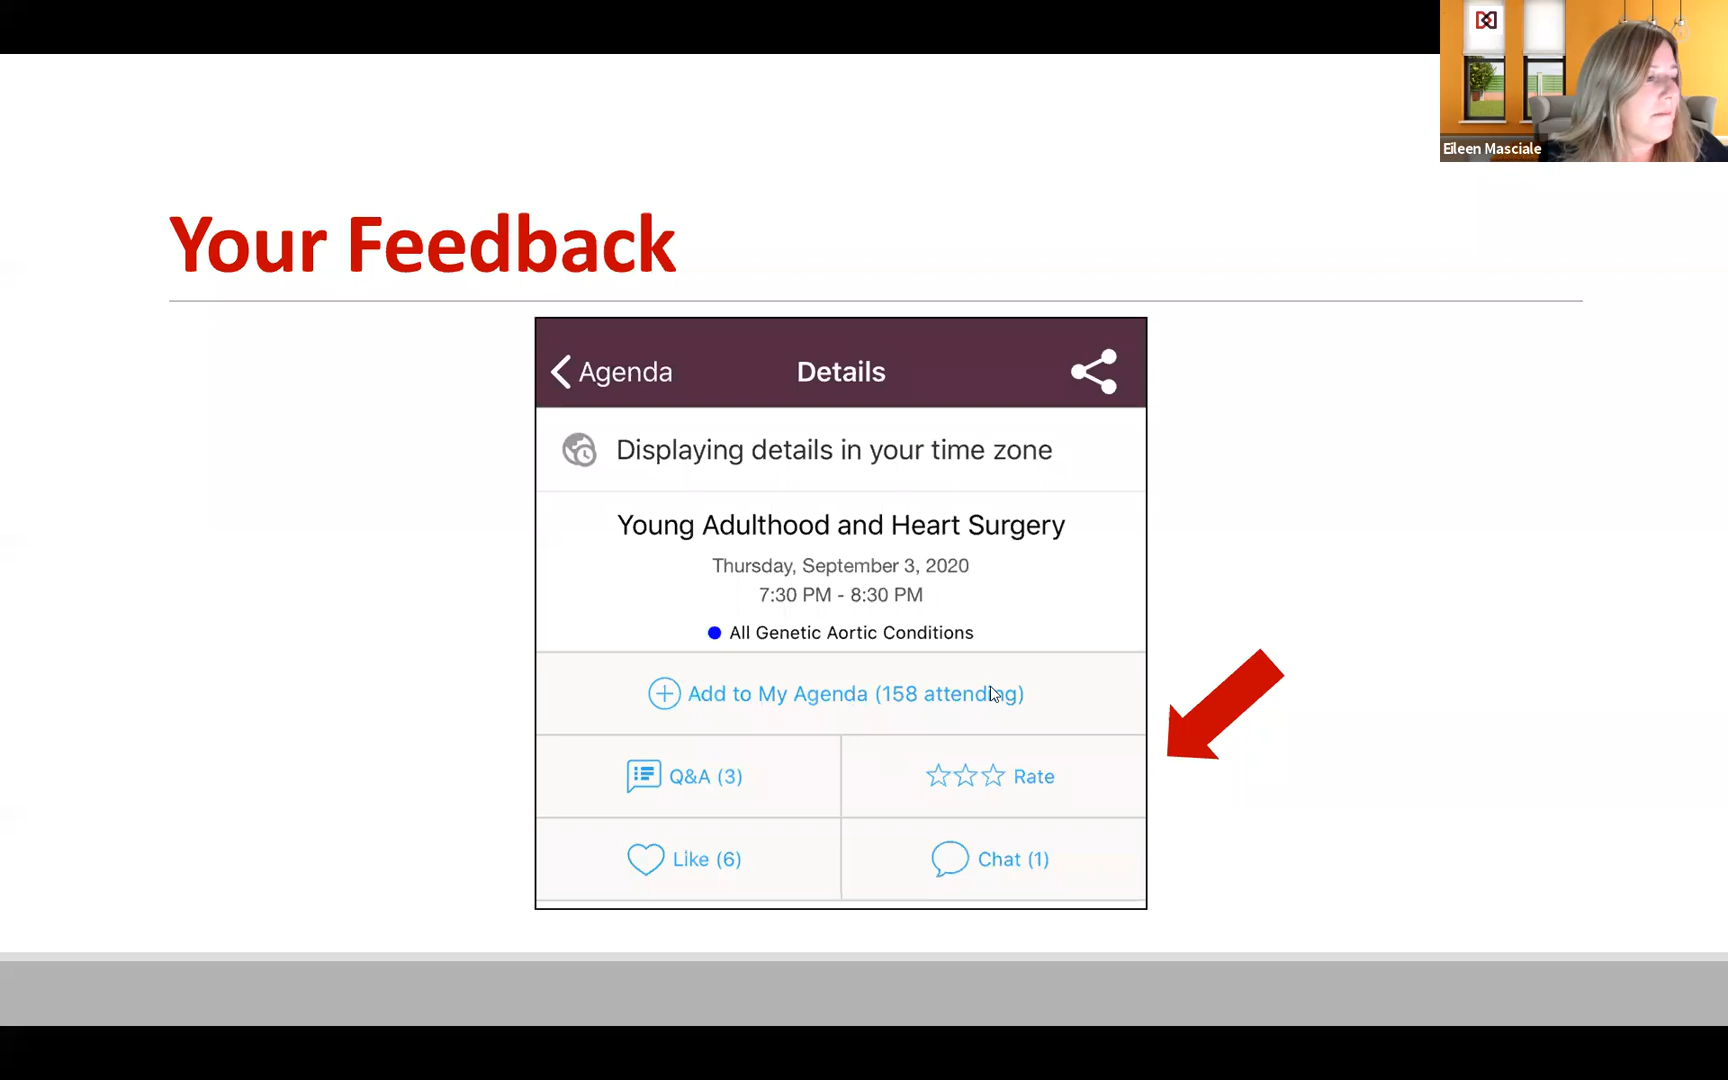 Eileen Masciale
Your Feedback
Agenda
Details
Displaying details in your time zone
Young Adulthood and Heart Surgery
Thursday, September 3, 2020
7:30 PM - 8:30 PM
All Genetic Aortic Conditions
Add to My Agenda (158 attending)
Q&A (3)
Rate
Like (6)
Chat (1)